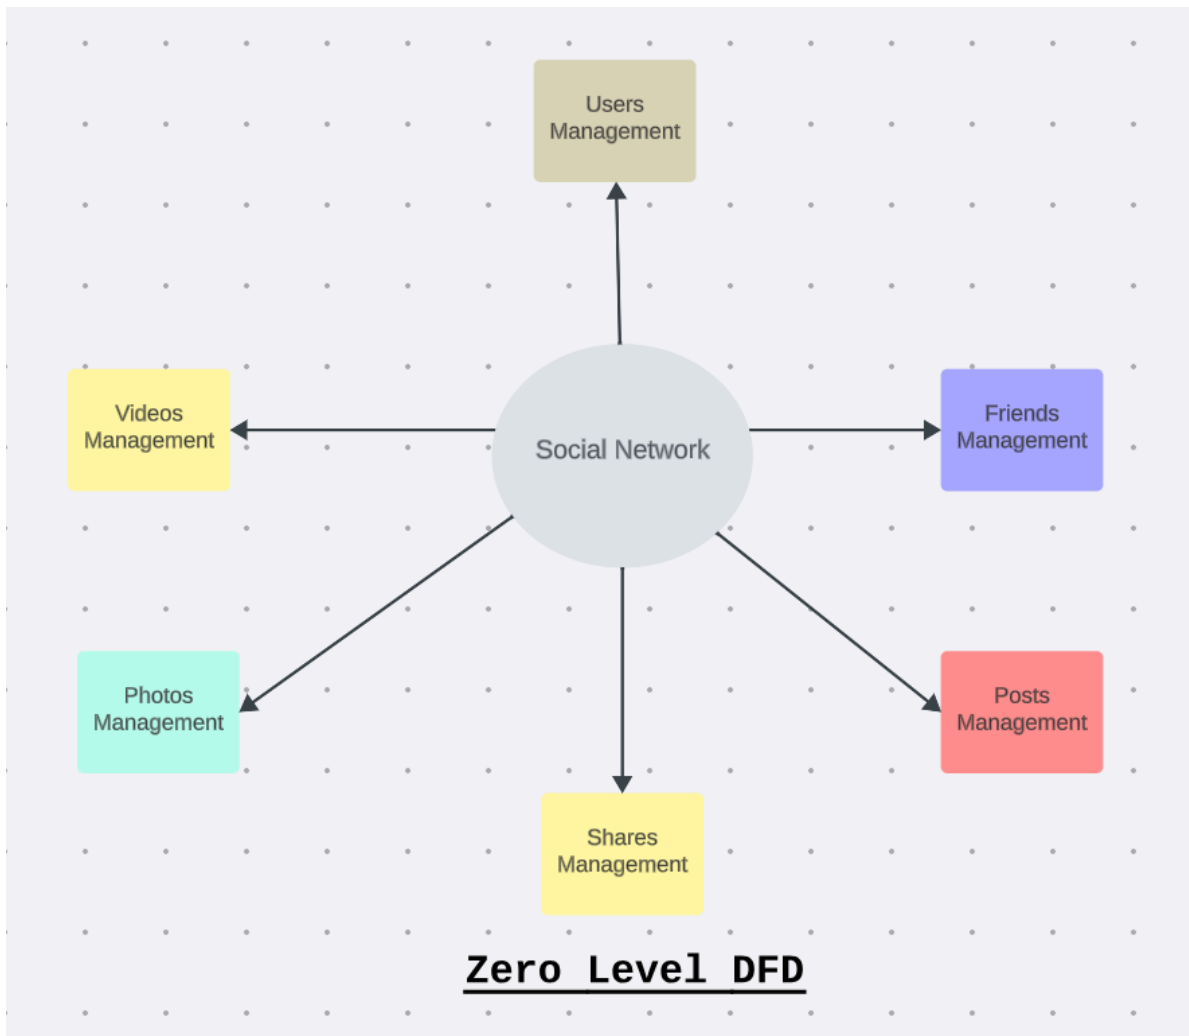 Users
Management
Videos
Management
Social Network
Friends
Management
Photos
Management
Posts
Management
Shares
Management
Zero Level DFD